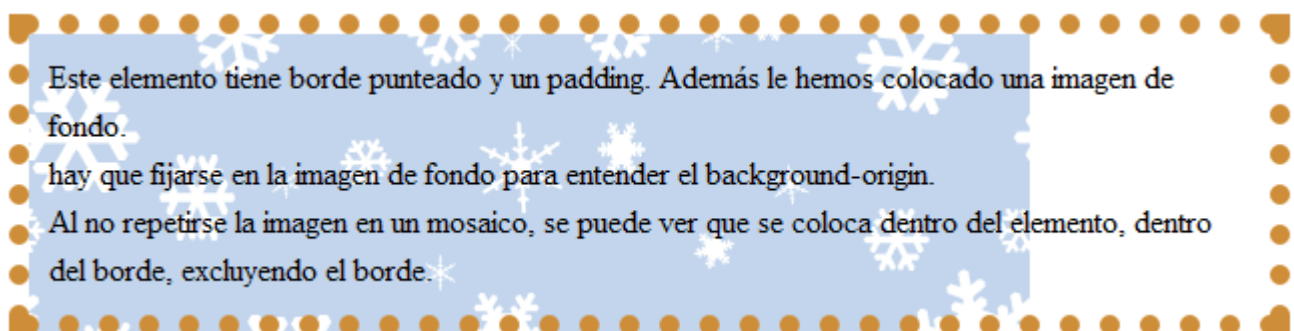 Este elemento tiene borde punteado y un padding. Además le hemos colocado una imagen de
fondo.
hay que fijarse en la imagen de fondo para entender el background-origin.
Al no repetirse la imagen en un mosaico, se puede ver que se coloca dentro del elemento, dentro
del borde, excluyendo el borde.